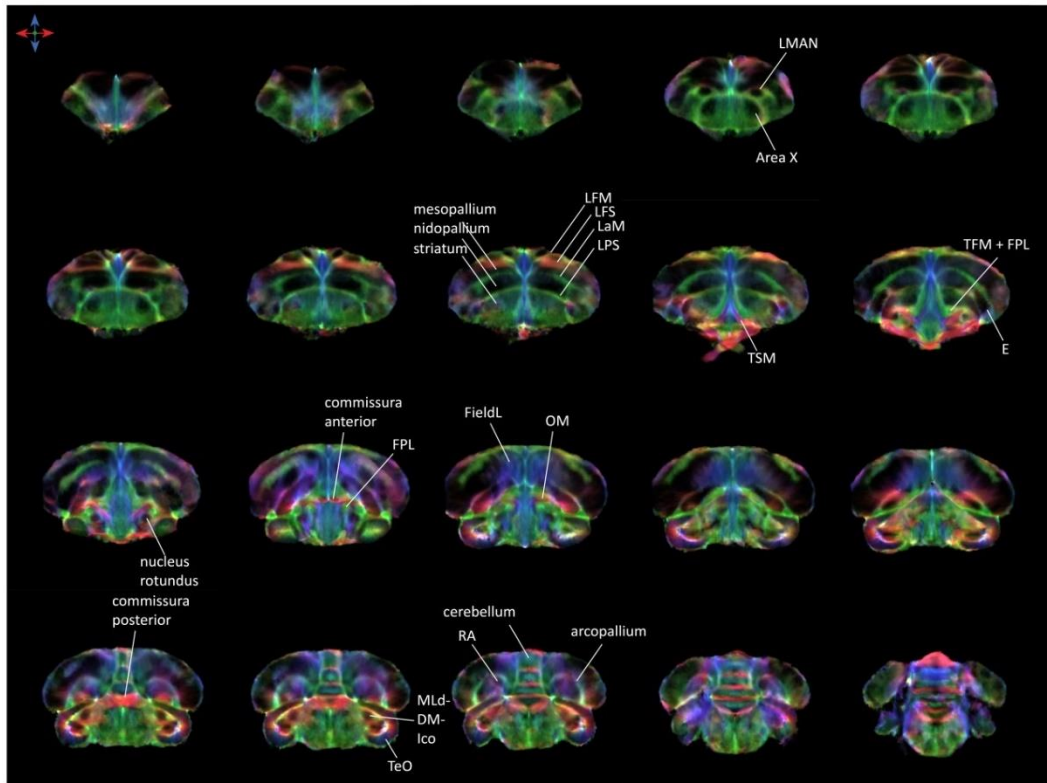 LMAN
Area X
mesopallium
nidopallium
striatum
LFM
LFS
LaM
LPS
TFM + FPL
TSM
E
commissura
anterior
FPL
FieldL
OM
nucleus
rotundus
commissura
posterior
cerebellum
RA
arcopallium
MLd-
DM-
Ico
TeO